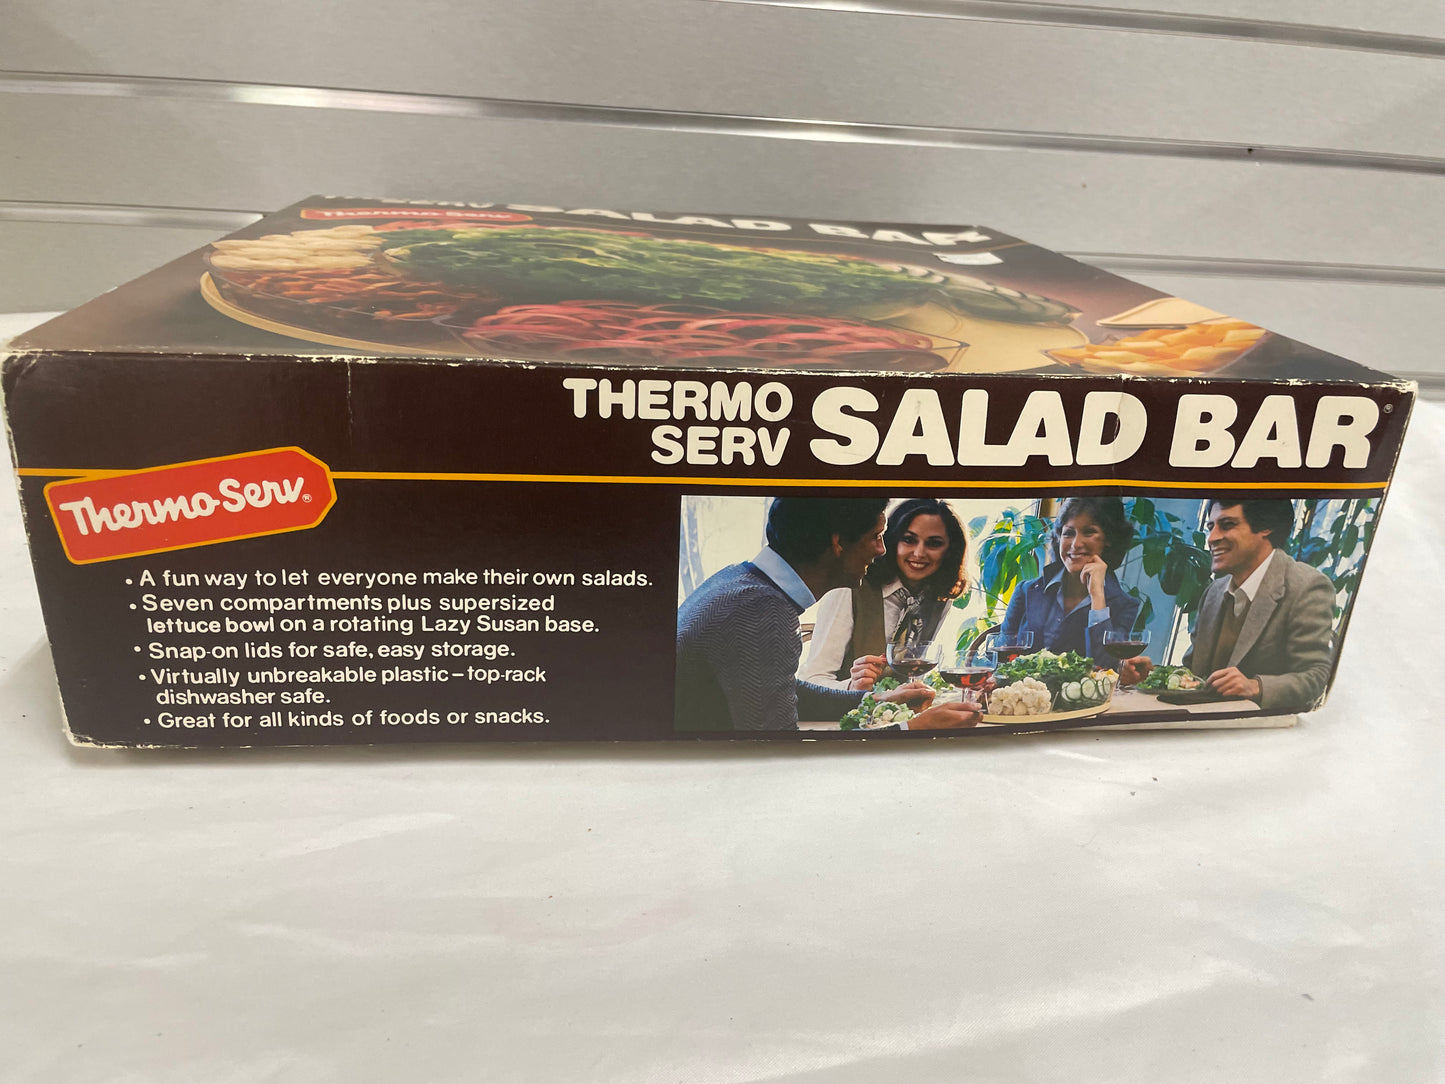 THERMO SERV SALAD BAR
Thermo-Serv
THERMO
SERV SALAD BAR®
Thermo-Serv®
• A fun way to let everyone make their own salads.
• Seven compartments plus supersized
lettuce bowl on a rotating Lazy Susan base.
• Snap-on lids for safe, easy storage.
• Virtually unbreakable plastic – top-rack
dishwasher safe.
• Great for all kinds of foods or snacks.